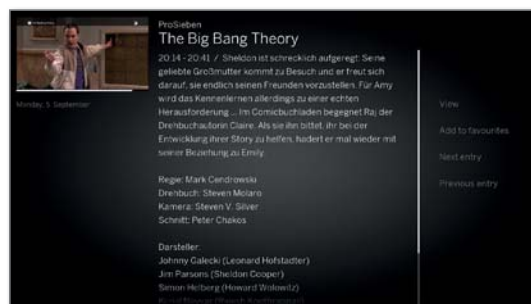 ProSieben
The Big Bang Theory
20:14 - 20:41 / Sheldon ist schrecklich aufgeregt: Seine
geliebte Großmutter kommt zu Besuch und er freut sich
darauf, sie endlich seinen Freunden vorzustellen. Für Amy
wird das Kennenlernen allerdings zu einer echten
Herausforderung ... Im Comicbuchladen begegnet Raj der
Drehbuchautorin Claire. Als sie ihn bittet, ihr bei der
Entwicklung ihrer Story zu helfen, hadert er mal wieder mit
seiner Beziehung zu Emily.
Regie: Mark Cendrowski
Drehbuch: Steven Molaro
Kamera: Steven V. Silver
Schnitt: Peter Chakos
Darsteller:
Johnny Galecki (Leonard Hofstadter)
Jim Parsons (Sheldon Cooper)
Simon Helberg (Howard Wolowitz)
Monday, 5. September
View
Add to favourites
Next entry
Previous entry